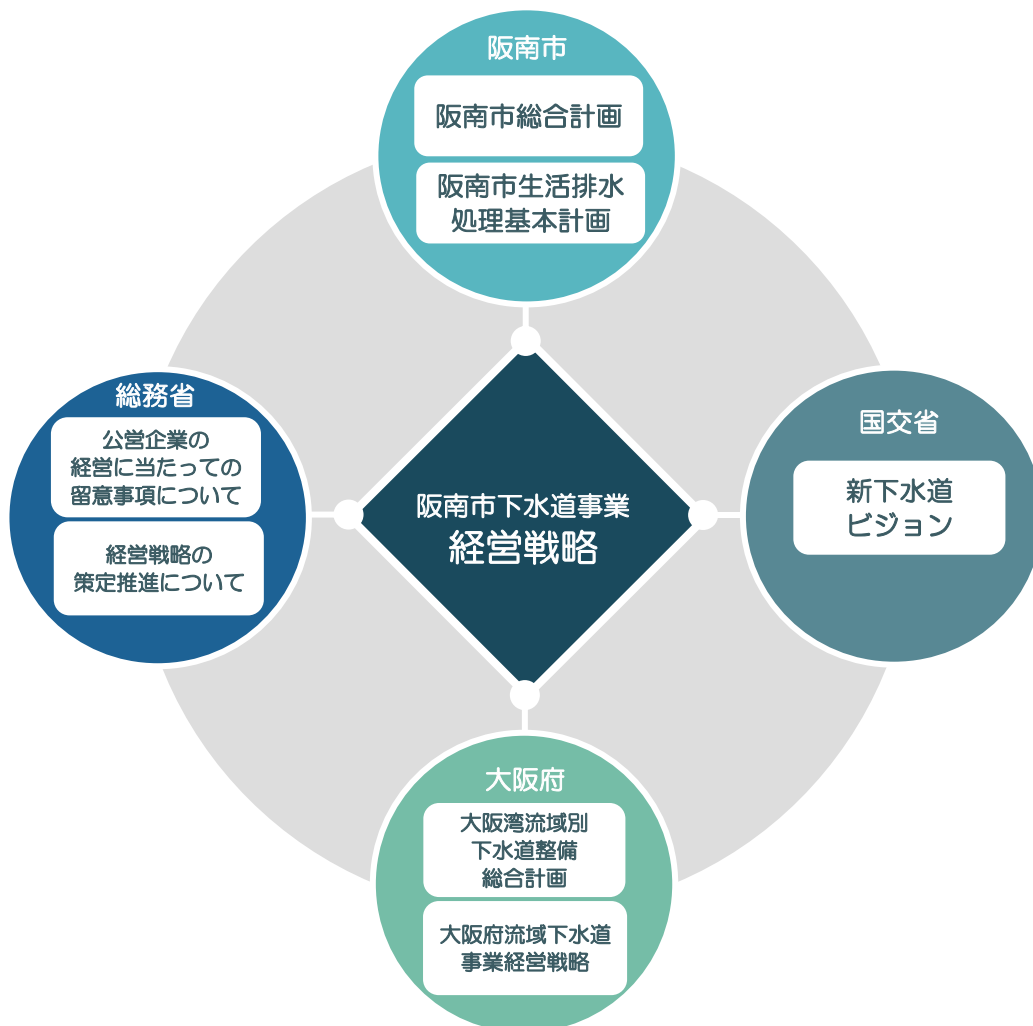 阪南市
阪南市総合計画
阪南市生活排水
処理基本計画
総務省
公営企業の
経営に当たっての
留意事項について
経営戦略の
策定推進について
阪南市下水道事業
経営戦略
国交省
新下水道
ビジョン
大阪府
大阪湾流域別
下水道整備
総合計画
大阪府流域下水道
事業経営戦略